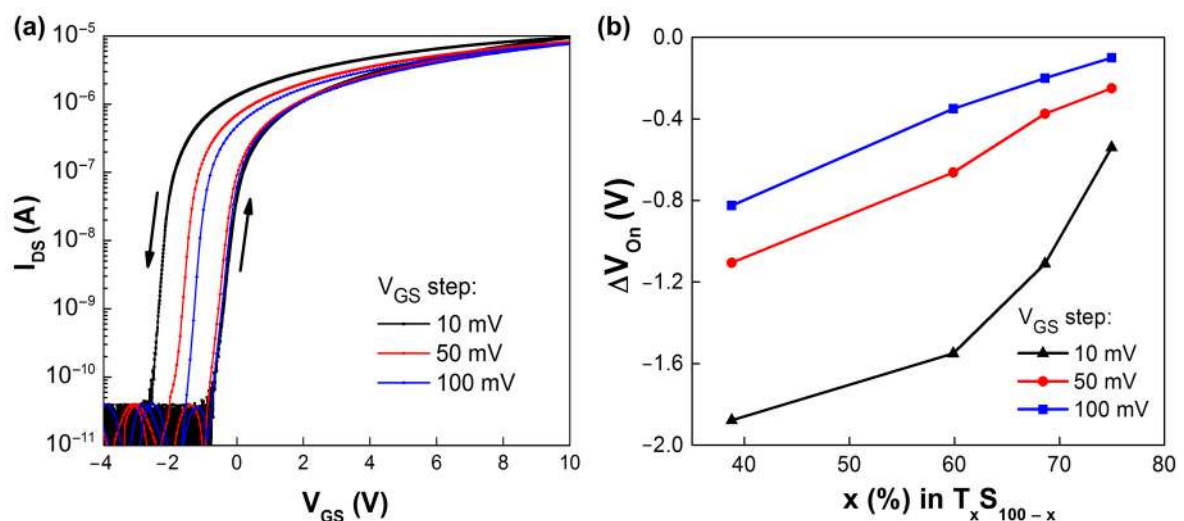 (a)
10⁻⁵
10⁻⁶
10⁻⁷
10⁻⁸
10⁻⁹
10⁻¹⁰
10⁻¹¹
I_DS (A)
−4 −2 0 2 4 6 8 10
V_GS (V)
V_GS step:
10 mV
50 mV
100 mV
(b)
0.0
−0.4
−0.8
−1.2
−1.6
−2.0
ΔV_On (V)
40 50 60 70 80
x (%) in T_xS_100 − x
V_GS step:
10 mV
50 mV
100 mV